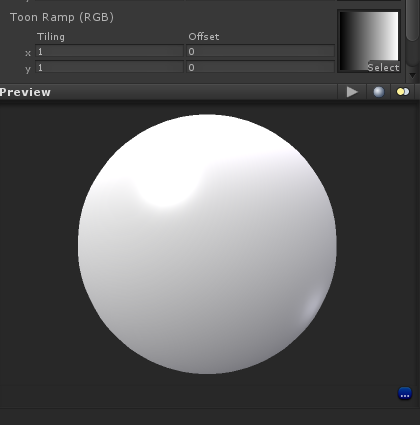 Toon Ramp (RGB)
Tiling Offset
x 1 0
y 1 0
Select
Preview